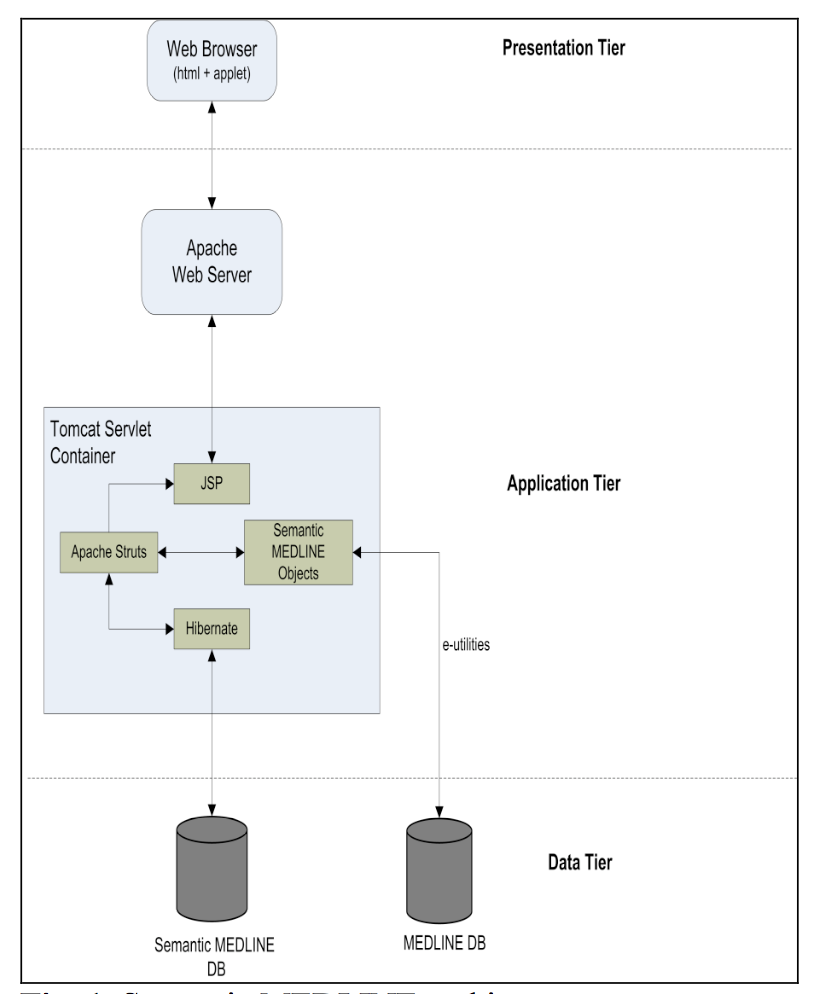 Web Browser
(html + applet)
Presentation Tier
Apache
Web Server
Tomcat Servlet
Container
JSP
Application Tier
Apache Struts
Semantic
MEDLINE
Objects
Hibernate
e-utilities
Data Tier
Semantic MEDLINE
DB
MEDLINE DB